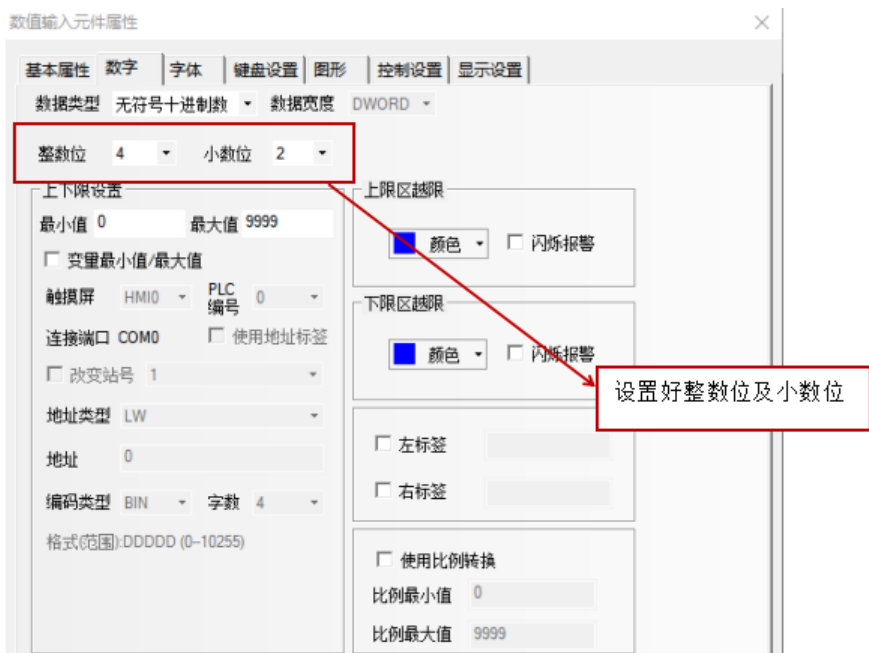 数值输入元件属性
基本属性 数字 字体 键盘设置 图形 控制设置 显示设置
数据类型 无符号十进制数 数据宽度 DWORD
整数位 4 小数位 2
上下限设置
最小值 0 最大值 9999
变量最小值/最大值
触摸屏 HMI0 PLC编号 0
连接端口 COM0 使用地址标签
改变站号 1
地址类型 LW
地址 0
编码类型 BIN 字数 4
格式(范围):DDDDD (0--10255)
上限区越限
颜色 闪烁报警
下限区越限
颜色 闪烁报警
设置好整数位及小数位
左标签
右标签
使用比例转换
比例最小值 0
比例最大值 9999